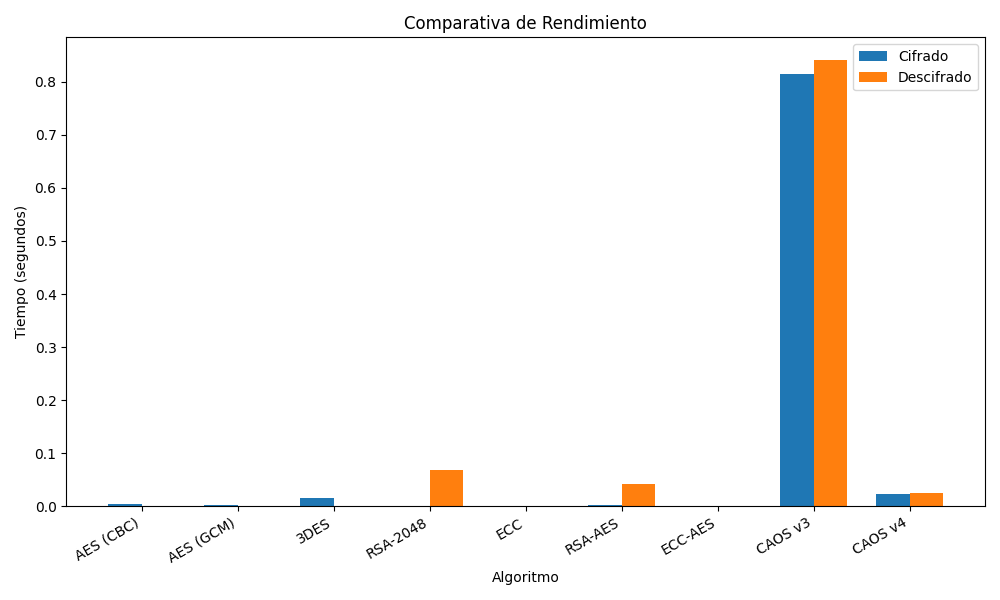 Comparativa de Rendimiento
Cifrado
Descifrado
Tiempo (segundos)
0.8
0.7
0.6
0.5
0.4
0.3
0.2
0.1
0.0
AES (CBC)
AES (GCM)
3DES
RSA-2048
ECC
RSA-AES
ECC-AES
CAOS v3
CAOS v4
Algoritmo